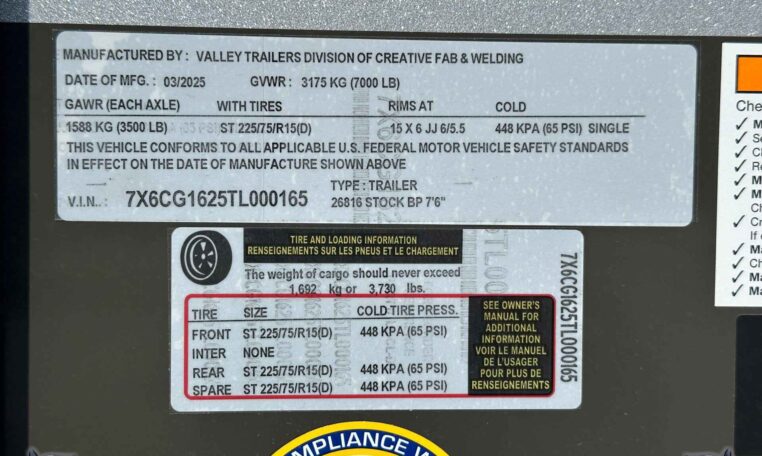 MANUFACTURED BY: VALLEY TRAILERS DIVISION OF CREATIVE FAB & WELDING
DATE OF MFG. : 03/2025 GVWR: 3175 KG (7000 LB)
GAWR (EACH AXLE) WITH TIRES RIMS AT COLD
1588 KG (3500 LB) ST 225/75/R15(D) 15 X 6 JJ 6/5.5 448 KPA (65 PSI) SINGLE
THIS VEHICLE CONFORMS TO ALL APPLICABLE U.S. FEDERAL MOTOR VEHICLE SAFETY STANDARDS
IN EFFECT ON THE DATE OF MANUFACTURE SHOWN ABOVE
TYPE: TRAILER
V.I.N.: 7X6CG1625TL000165 26816 STOCK BP 7'6"
TIRE AND LOADING INFORMATION
RENSEIGNEMENTS SUR LES PNEUS ET LE CHARGEMENT
The weight of cargo should never exceed
1,692 kg or 3,730 lbs.
TIRE SIZE COLD TIRE PRESS.
FRONT ST 225/75/R15(D) 448 KPA (65 PSI)
INTER NONE
REAR ST 225/75/R15(D) 448 KPA (65 PSI)
SPARE ST 225/75/R15(D) 448 KPA (65 PSI)
SEE OWNER'S
MANUAL FOR
ADDITIONAL
INFORMATION
VOIR LE MANUEL
DE L'USAGER
POUR PLUS DE
RENSEIGNEMENTS
7X6CG1625TL000165
Che